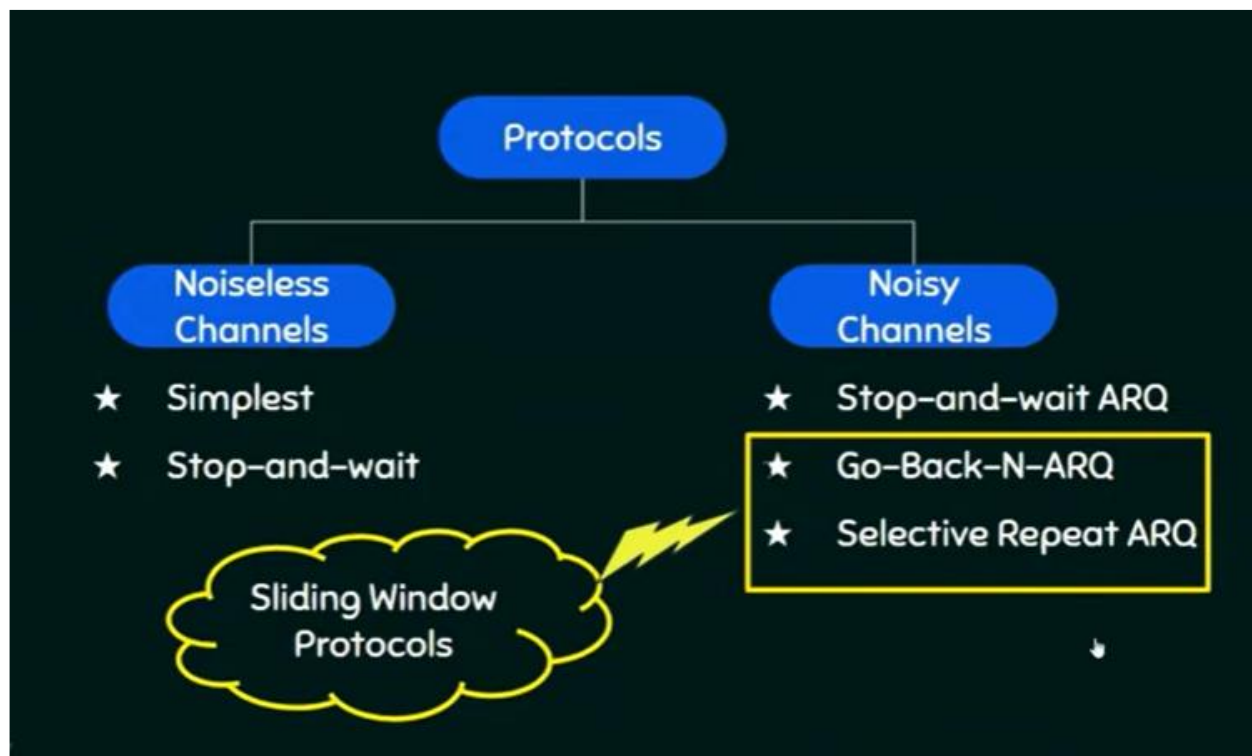 Protocols
Noiseless
Channels
★ Simplest
★ Stop-and-wait
Noisy
Channels
★ Stop-and-wait ARQ
★ Go-Back-N-ARQ
★ Selective Repeat ARQ
Sliding Window
Protocols